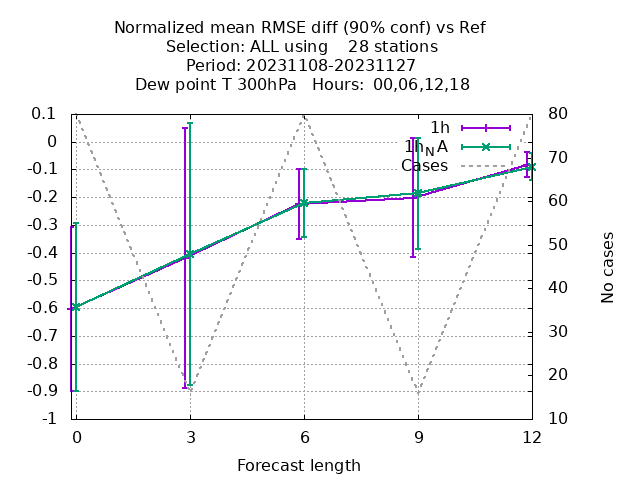 Normalized mean RMSE diff (90% conf) vs Ref
Selection: ALL using    28 stations
Period: 20231108-20231127
Dew point T 300hPa   Hours: 00,06,12,18
0.1
0
-0.1
-0.2
-0.3
-0.4
-0.5
-0.6
-0.7
-0.8
-0.9
-1
1h
1h_N A
Cases
80
70
60
50
40
30
20
10
No cases
0
3
6
9
12
Forecast length